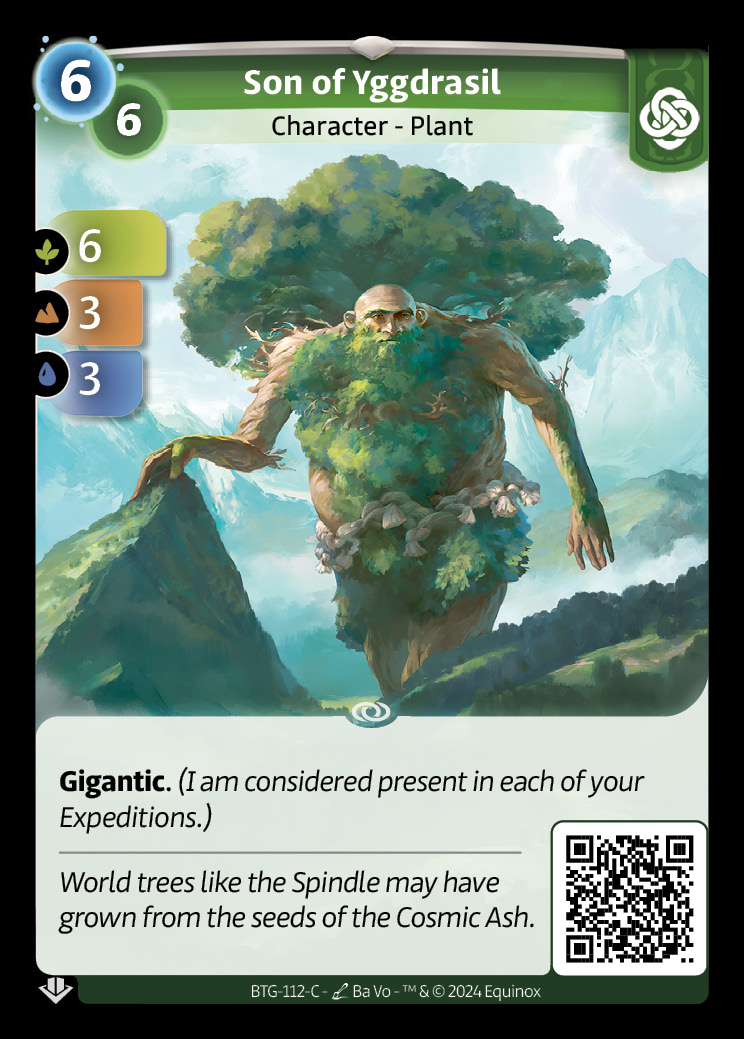 6
Son of Yggdrasil
6
Character - Plant
6
3
3
Gigantic. (I am considered present in each of your
Expeditions.)
World trees like the Spindle may have
grown from the seeds of the Cosmic Ash.
BTG-112-C - Ba Vo - ™ & © 2024 Equinox